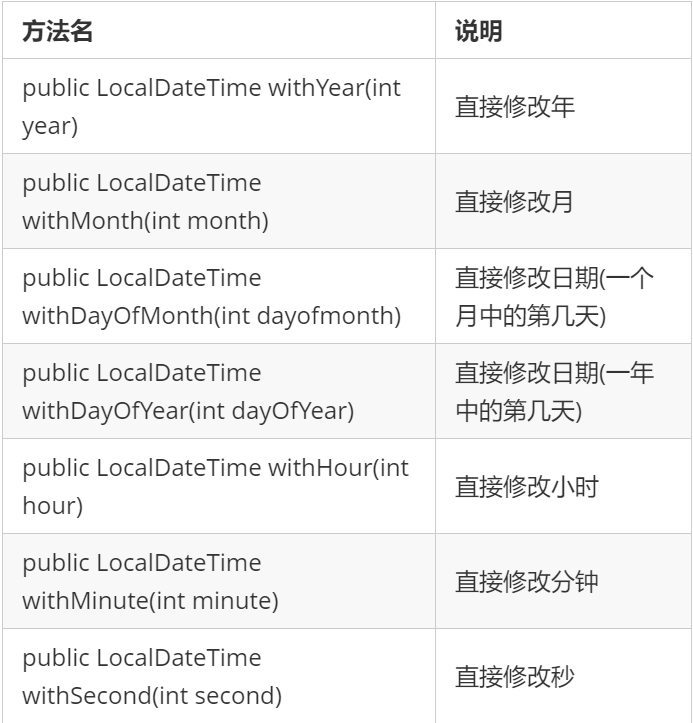 方法名
说明
public LocalDateTime withYear(int
year)
直接修改年
public LocalDateTime
withMonth(int month)
直接修改月
public LocalDateTime
withDayOfMonth(int dayofmonth)
直接修改日期(一个
月中的第几天)
public LocalDateTime
withDayOfYear(int dayOfYear)
直接修改日期(一年
中的第几天)
public LocalDateTime withHour(int
hour)
直接修改小时
public LocalDateTime
withMinute(int minute)
直接修改分钟
public LocalDateTime
withSecond(int second)
直接修改秒